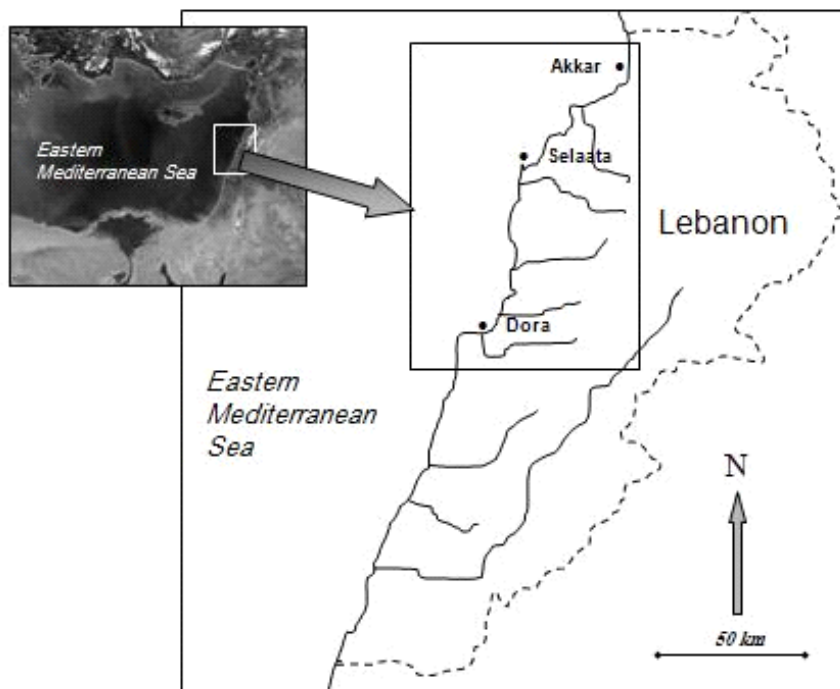 Akkar
Eastern
Mediterranean Sea
Selaata
Lebanon
Dora
Eastern
Mediterranean
Sea
N
50 km